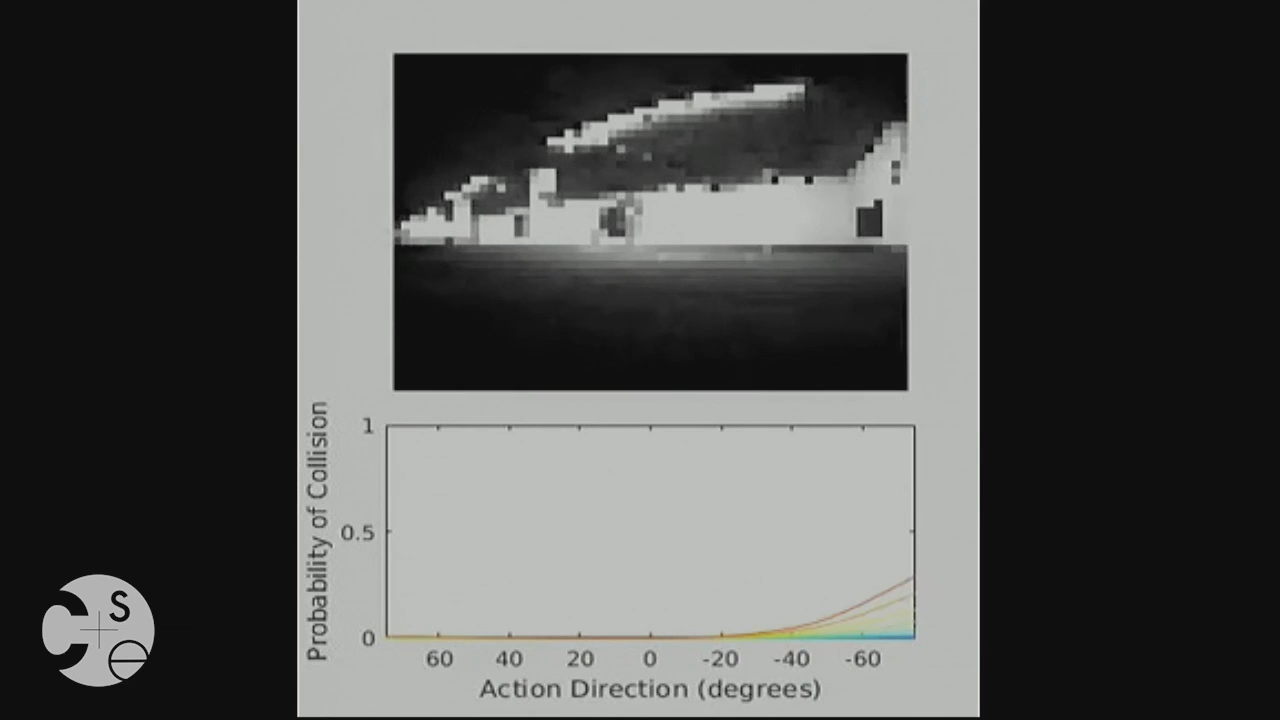 Probability of Collision
1
0.5
0
60 40 20 0 -20 -40 -60
Action Direction (degrees)
C S e